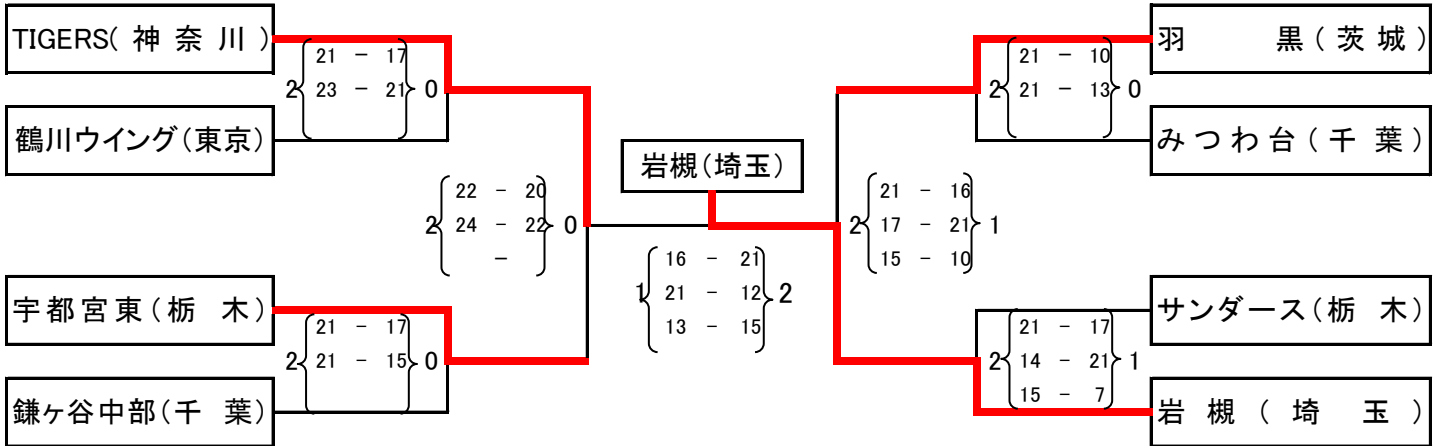 TIGERS(神奈川)
21 - 17
2 23 - 21 0
鶴川ウイング(東京)
22 - 20
2 24 - 22 0
-
宇都宮東(栃木)
21 - 17
2 21 - 15 0
鎌ヶ谷中部(千葉)
岩槻(埼玉)
16 - 21
1 21 - 12 2
13 - 15
羽黒(茨城)
21 - 10
2 21 - 13 0
みつわ台(千葉)
21 - 16
2 17 - 21 1
15 - 10
サンダース(栃木)
21 - 17
2 14 - 21 1
15 - 7
岩槻(埼玉)